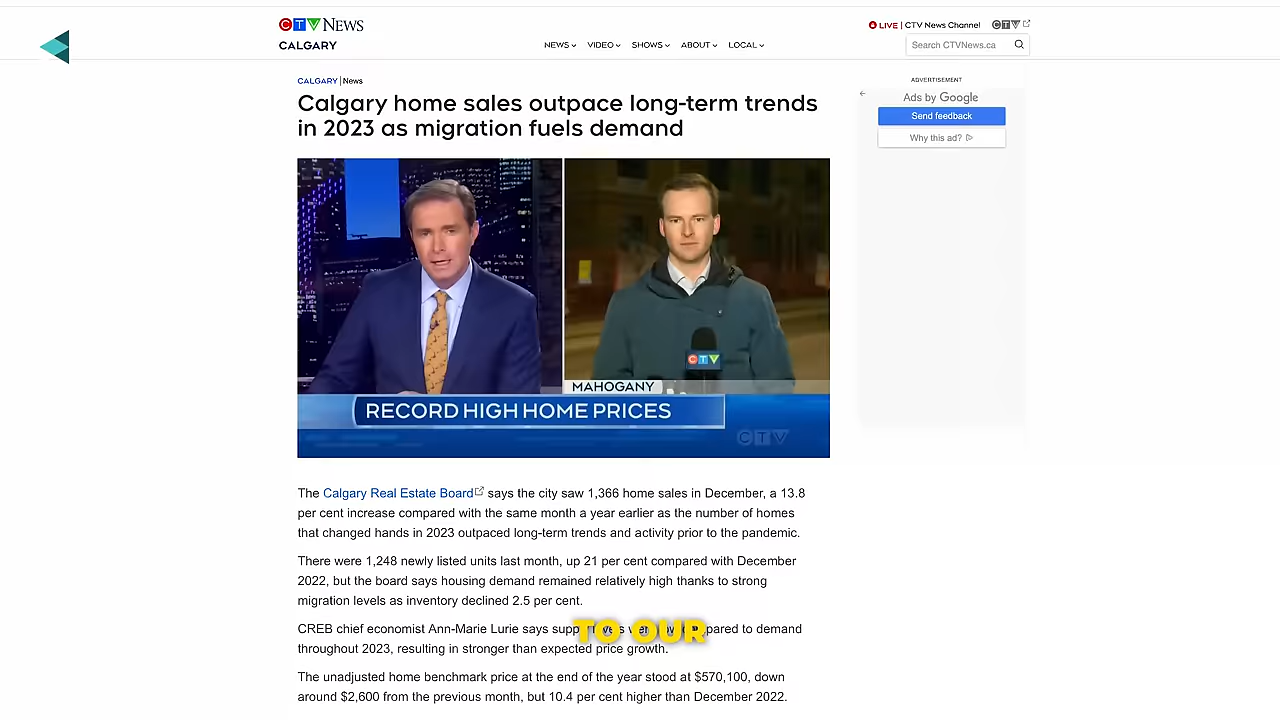 CTV NEWS
CALGARY
NEWS
VIDEO
SHOWS
ABOUT
LOCAL
LIVE | CTV News Channel
CTV
Search CTVNews.ca
CALGARY | News
Calgary home sales outpace long-term trends
in 2023 as migration fuels demand
ADVERTISEMENT
Ads by Google
Send feedback
Why this ad?
CTV
MAHOGANY
RECORD HIGH HOME PRICES
CTV
The Calgary Real Estate Board says the city saw 1,366 home sales in December, a 13.8
per cent increase compared with the same month a year earlier as the number of homes
that changed hands in 2023 outpaced long-term trends and activity prior to the pandemic.
There were 1,248 newly listed units last month, up 21 per cent compared with December
2022, but the board says housing demand remained relatively high thanks to strong
migration levels as inventory declined 2.5 per cent.
CREB chief economist Ann-Marie Lurie says to demand
TO OUR
throughout 2023, resulting in stronger than expected price growth.
The unadjusted home benchmark price at the end of the year stood at $570,100, down
around $2,600 from the previous month, but 10.4 per cent higher than December 2022.